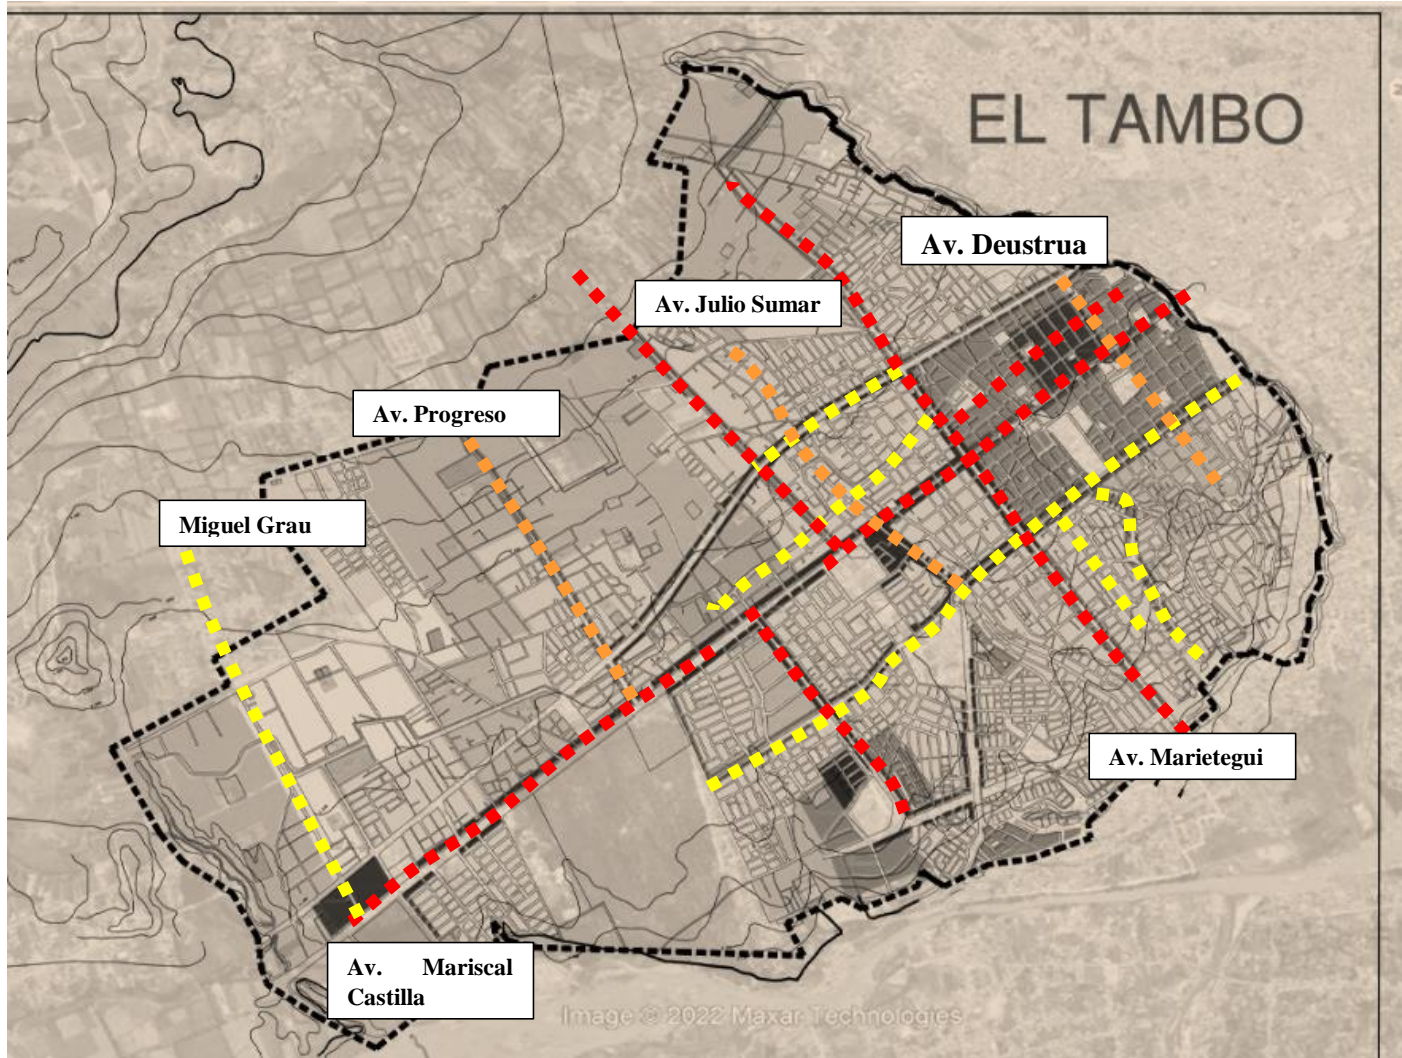 EL TAMBO
Av. Deustrua
Av. Julio Sumar
Av. Progreso
Miguel Grau
Av. Marietegui
Av. Mariscal
Castilla
Image © 2022 Maxar Technologies